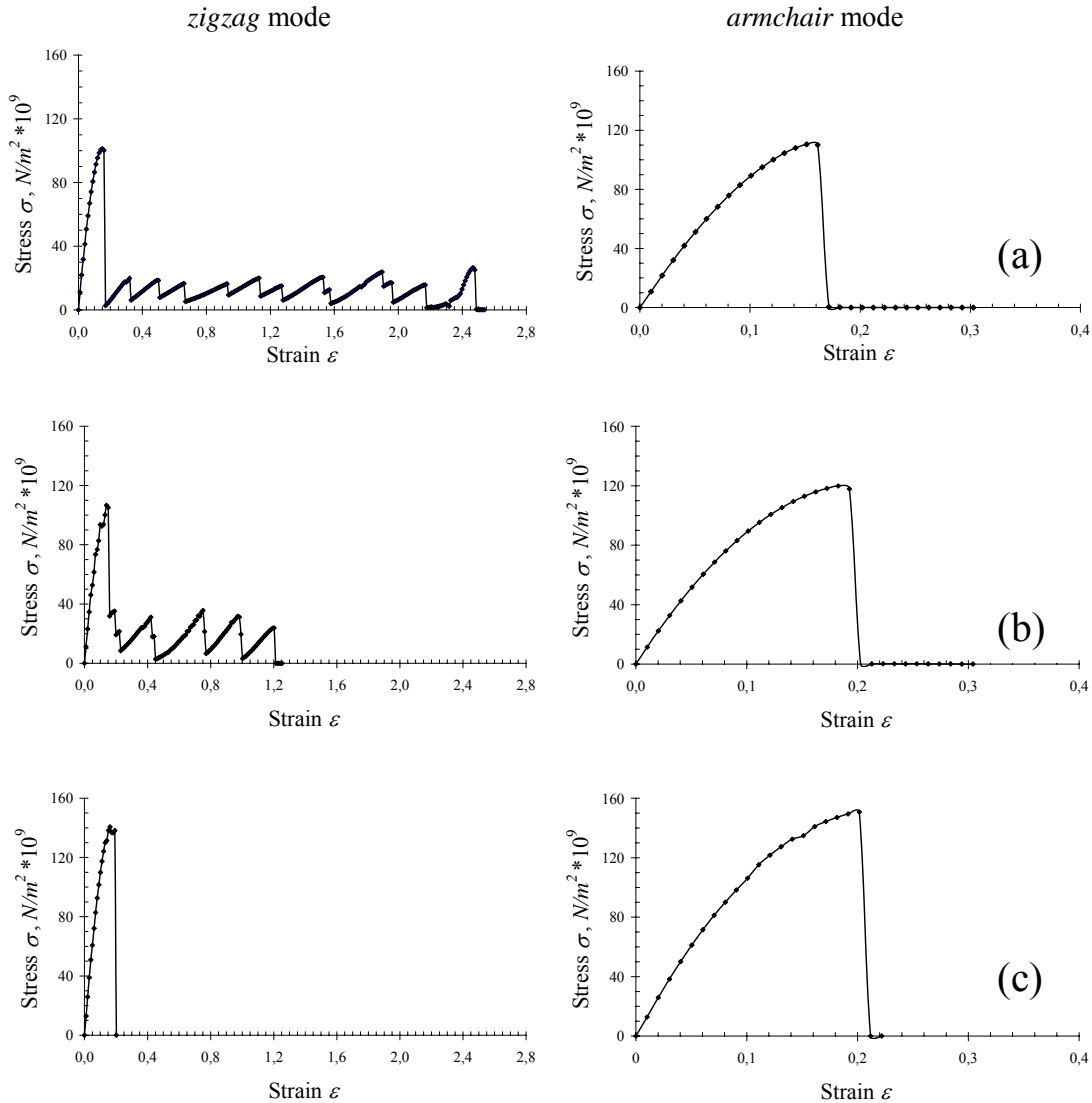 zigzag mode
armchair mode
Stress σ, N/m² *10⁹
160
120
80
40
0
0,0 0,4 0,8 1,2 1,6 2,0 2,4 2,8
Strain ε
Stress σ, N/m² *10⁹
160
120
80
40
0
0,0 0,1 0,2 0,3 0,4
Strain ε
(a)
Stress σ, N/m² *10⁹
160
120
80
40
0
0,0 0,4 0,8 1,2 1,6 2,0 2,4 2,8
Strain ε
Stress σ, N/m² *10⁹
160
120
80
40
0
0,0 0,1 0,2 0,3 0,4
Strain ε
(b)
Stress σ, N/m² *10⁹
160
120
80
40
0
0,0 0,4 0,8 1,2 1,6 2,0 2,4 2,8
Strain ε
Stress σ, N/m² *10⁹
160
120
80
40
0
0,0 0,1 0,2 0,3 0,4
Strain ε
(c)